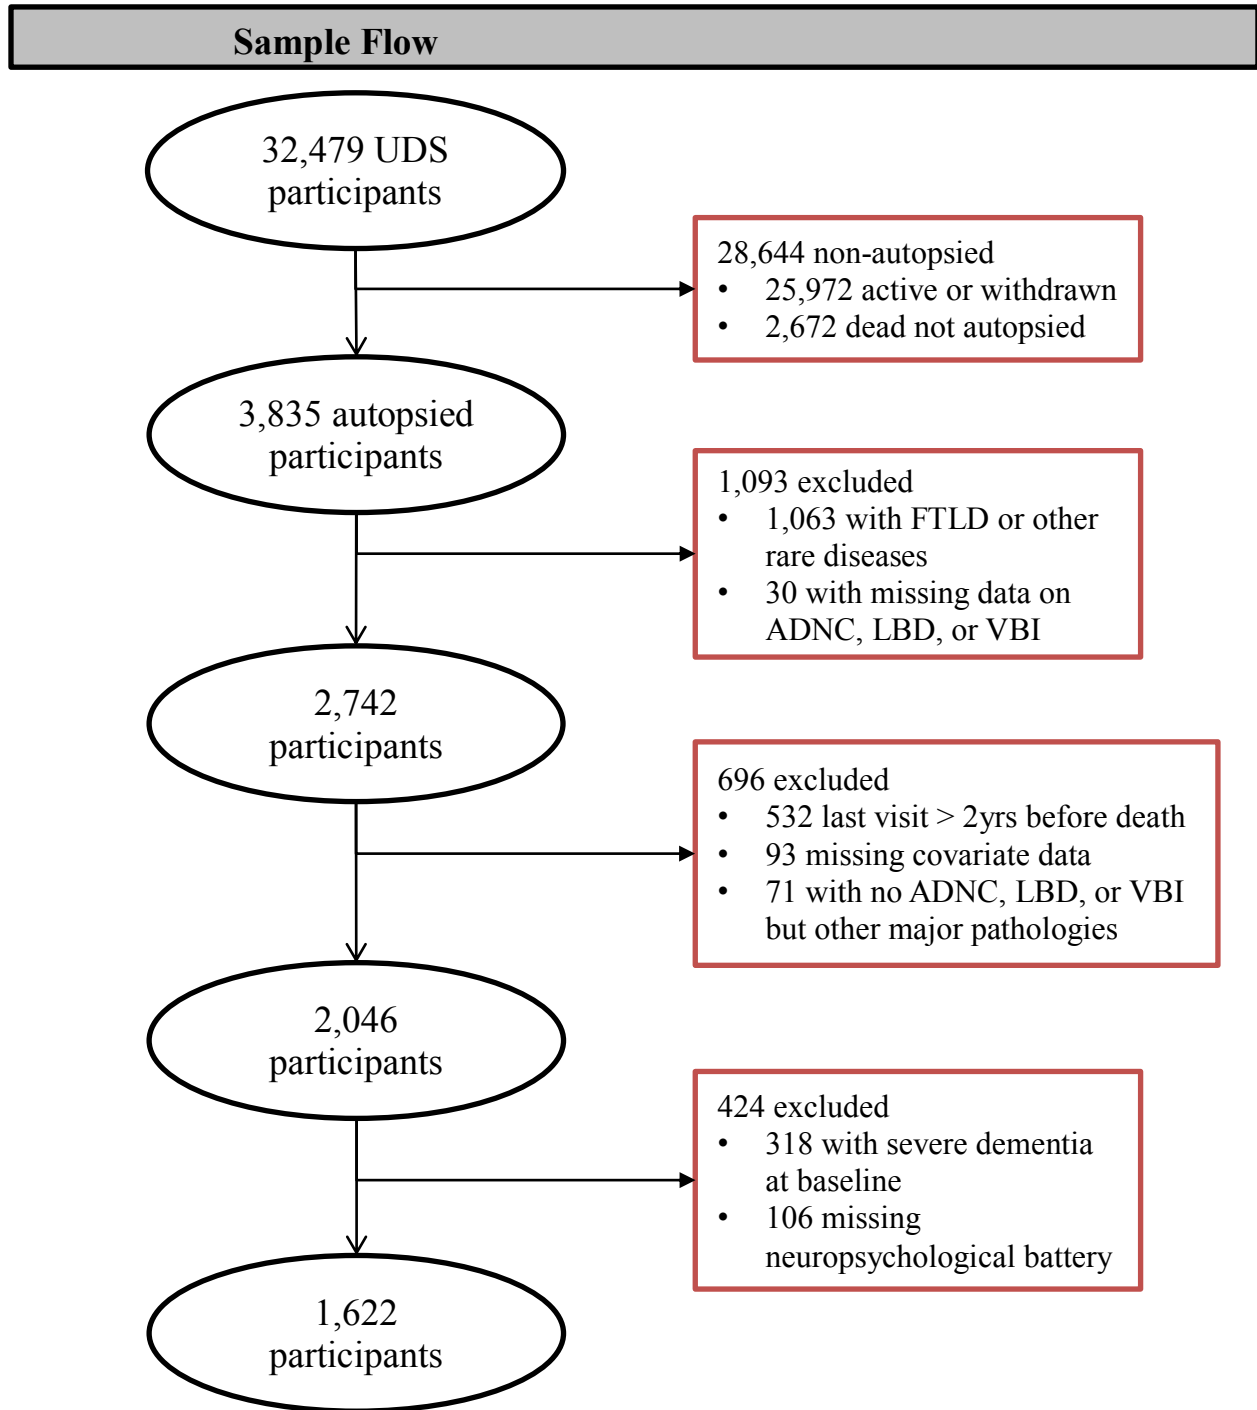 Sample Flow
32,479 UDS
participants
28,644 non-autopsied
• 25,972 active or withdrawn
• 2,672 dead not autopsied
3,835 autopsied
participants
1,093 excluded
• 1,063 with FTLD or other
rare diseases
• 30 with missing data on
ADNC, LBD, or VBI
2,742
participants
696 excluded
• 532 last visit > 2yrs before death
• 93 missing covariate data
• 71 with no ADNC, LBD, or VBI
but other major pathologies
2,046
participants
424 excluded
• 318 with severe dementia
at baseline
• 106 missing
neuropsychological battery
1,622
participants